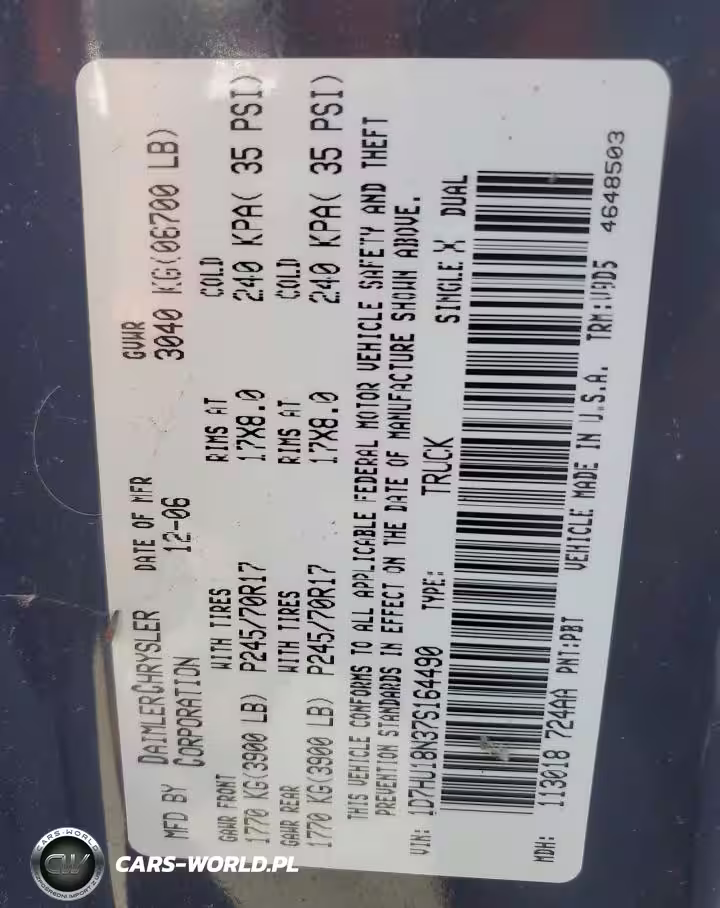 MFD BY DAIMLERCHRYSLER CORPORATION DATE OF MFR 12-06 GVWR 3040 KG(06700 LB)
GAWR FRONT WITH TIRES RIMS AT COLD
1770 KG(3900 LB) P245/70R17 17X8.0 240 KPA( 35 PSI)
GAWR REAR WITH TIRES RIMS AT COLD
1770 KG(3900 LB) P245/70R17 17X8.0 240 KPA( 35 PSI)
THIS VEHICLE CONFORMS TO ALL APPLICABLE FEDERAL MOTOR VEHICLE SAFETY AND THEFT
PREVENTION STANDARDS IN EFFECT ON THE DATE OF MANUFACTURE SHOWN ABOVE.
VIN: 1D7HU18N37S164490 TYPE: TRUCK SINGLE X DUAL
MDH: 113018 724AA PNT:PBT VEHICLE MADE IN U.S.A. TRM:V9D5 4648503
CARS-WORLD
CW
CARS-WORLD.PL